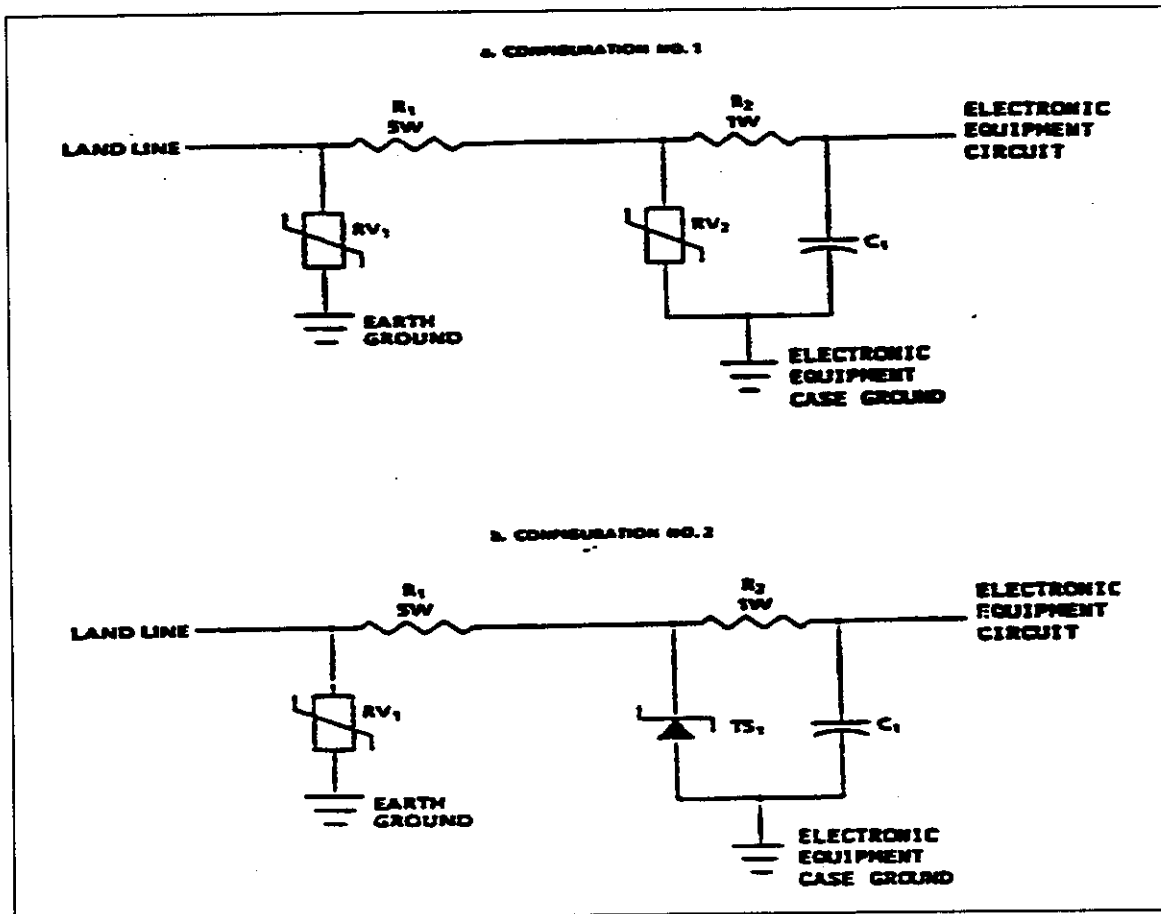 a. CONFIGURATION NO. 1
R₁
5W
R₂
1W
ELECTRONIC
EQUIPMENT
CIRCUIT
LAND LINE
RV₁
RV₂
C₁
EARTH
GROUND
ELECTRONIC
EQUIPMENT
CASE GROUND
b. CONFIGURATION NO. 2
R₁
5W
R₂
1W
ELECTRONIC
EQUIPMENT
CIRCUIT
LAND LINE
RV₁
TS₁
C₁
EARTH
GROUND
ELECTRONIC
EQUIPMENT
CASE GROUND